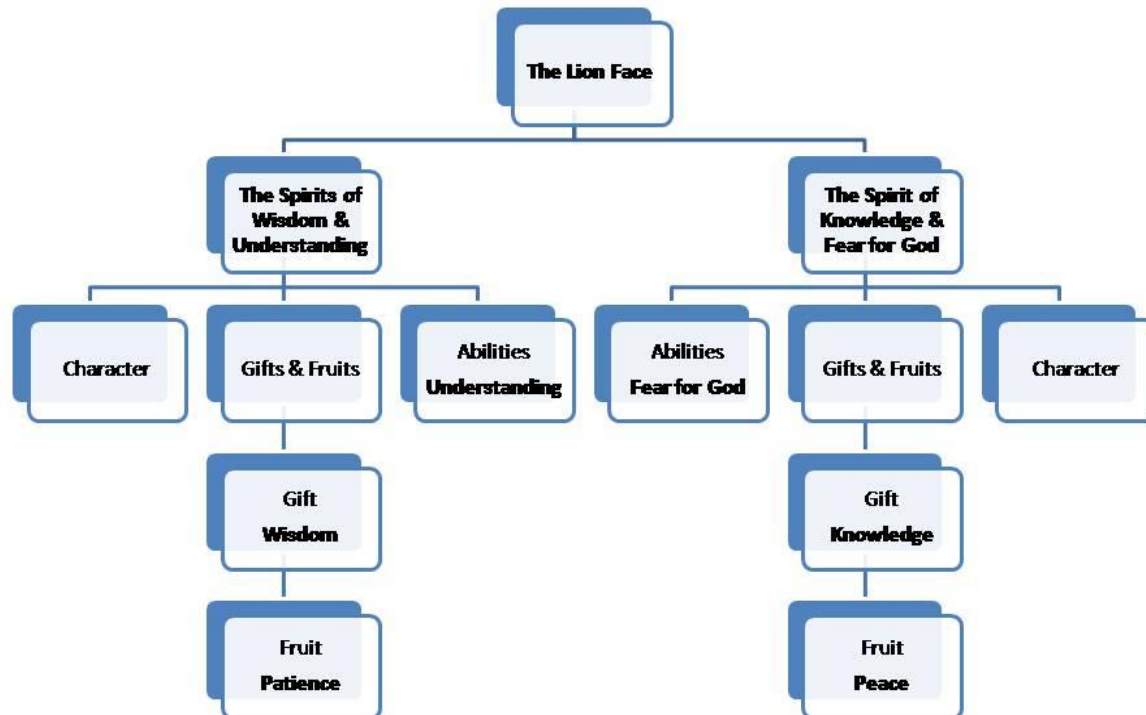 The Lion Face
The Spirits of
Wisdom &
Understanding
The Spirit of
Knowledge &
Fear for God
Character
Gifts & Fruits
Abilities
Understanding
Abilities
Fear for God
Gifts & Fruits
Character
Gift
Wisdom
Gift
Knowledge
Fruit
Patience
Fruit
Peace